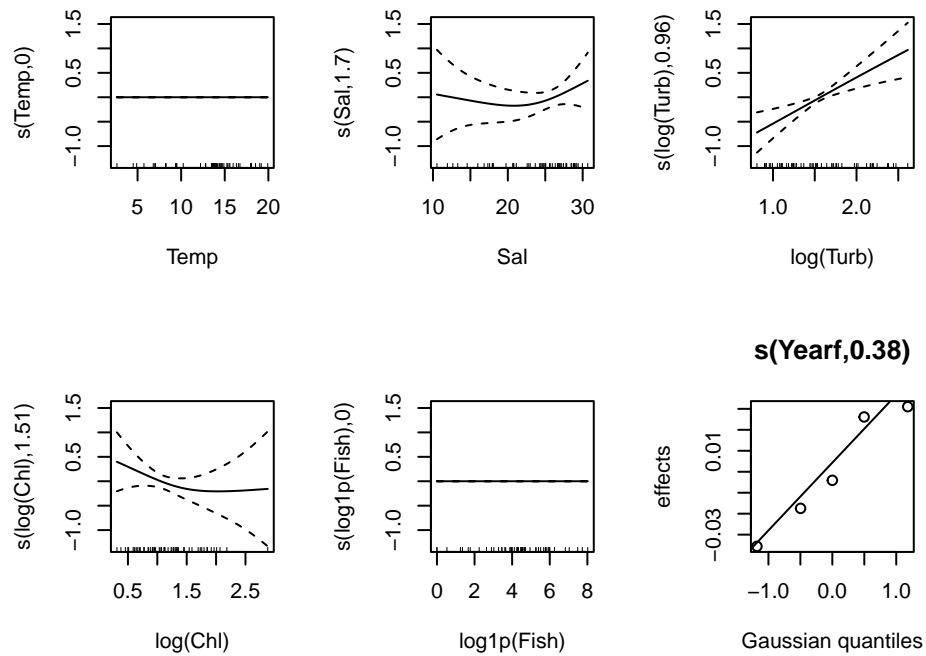 s(Temp,0)
1.5
0.5
−1.0
5
10
15
20
Temp
s(Sal,1.7)
1.5
0.5
−1.0
10
20
30
Sal
s(log(Turb),0.96)
1.5
0.5
−1.0
1.0
2.0
log(Turb)
s(log(Chl),1.51)
1.5
0.5
−1.0
0.5
1.5
2.5
log(Chl)
s(log1p(Fish),0)
1.5
0.5
−1.0
0
2
4
6
8
log1p(Fish)
s(Yearf,0.38)
effects
0.01
−0.03
−1.0
0.0
1.0
Gaussian quantiles